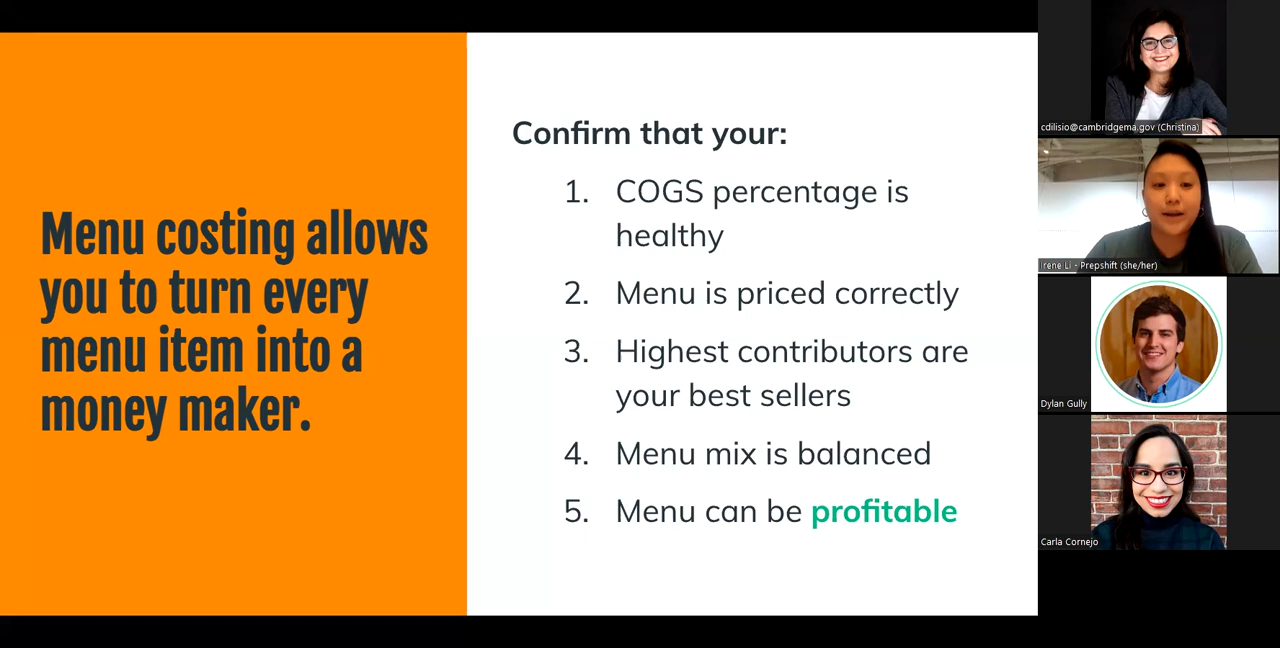 Menu costing allows
you to turn every
menu item into a
money maker.
Confirm that your:
1. COGS percentage is
healthy
2. Menu is priced correctly
3. Highest contributors are
your best sellers
4. Menu mix is balanced
5. Menu can be profitable
cdilisio@cambridgema.gov (Christina)
Irene Li - Prepshift (she/her)
Dylan Gully
Carla Cornejo